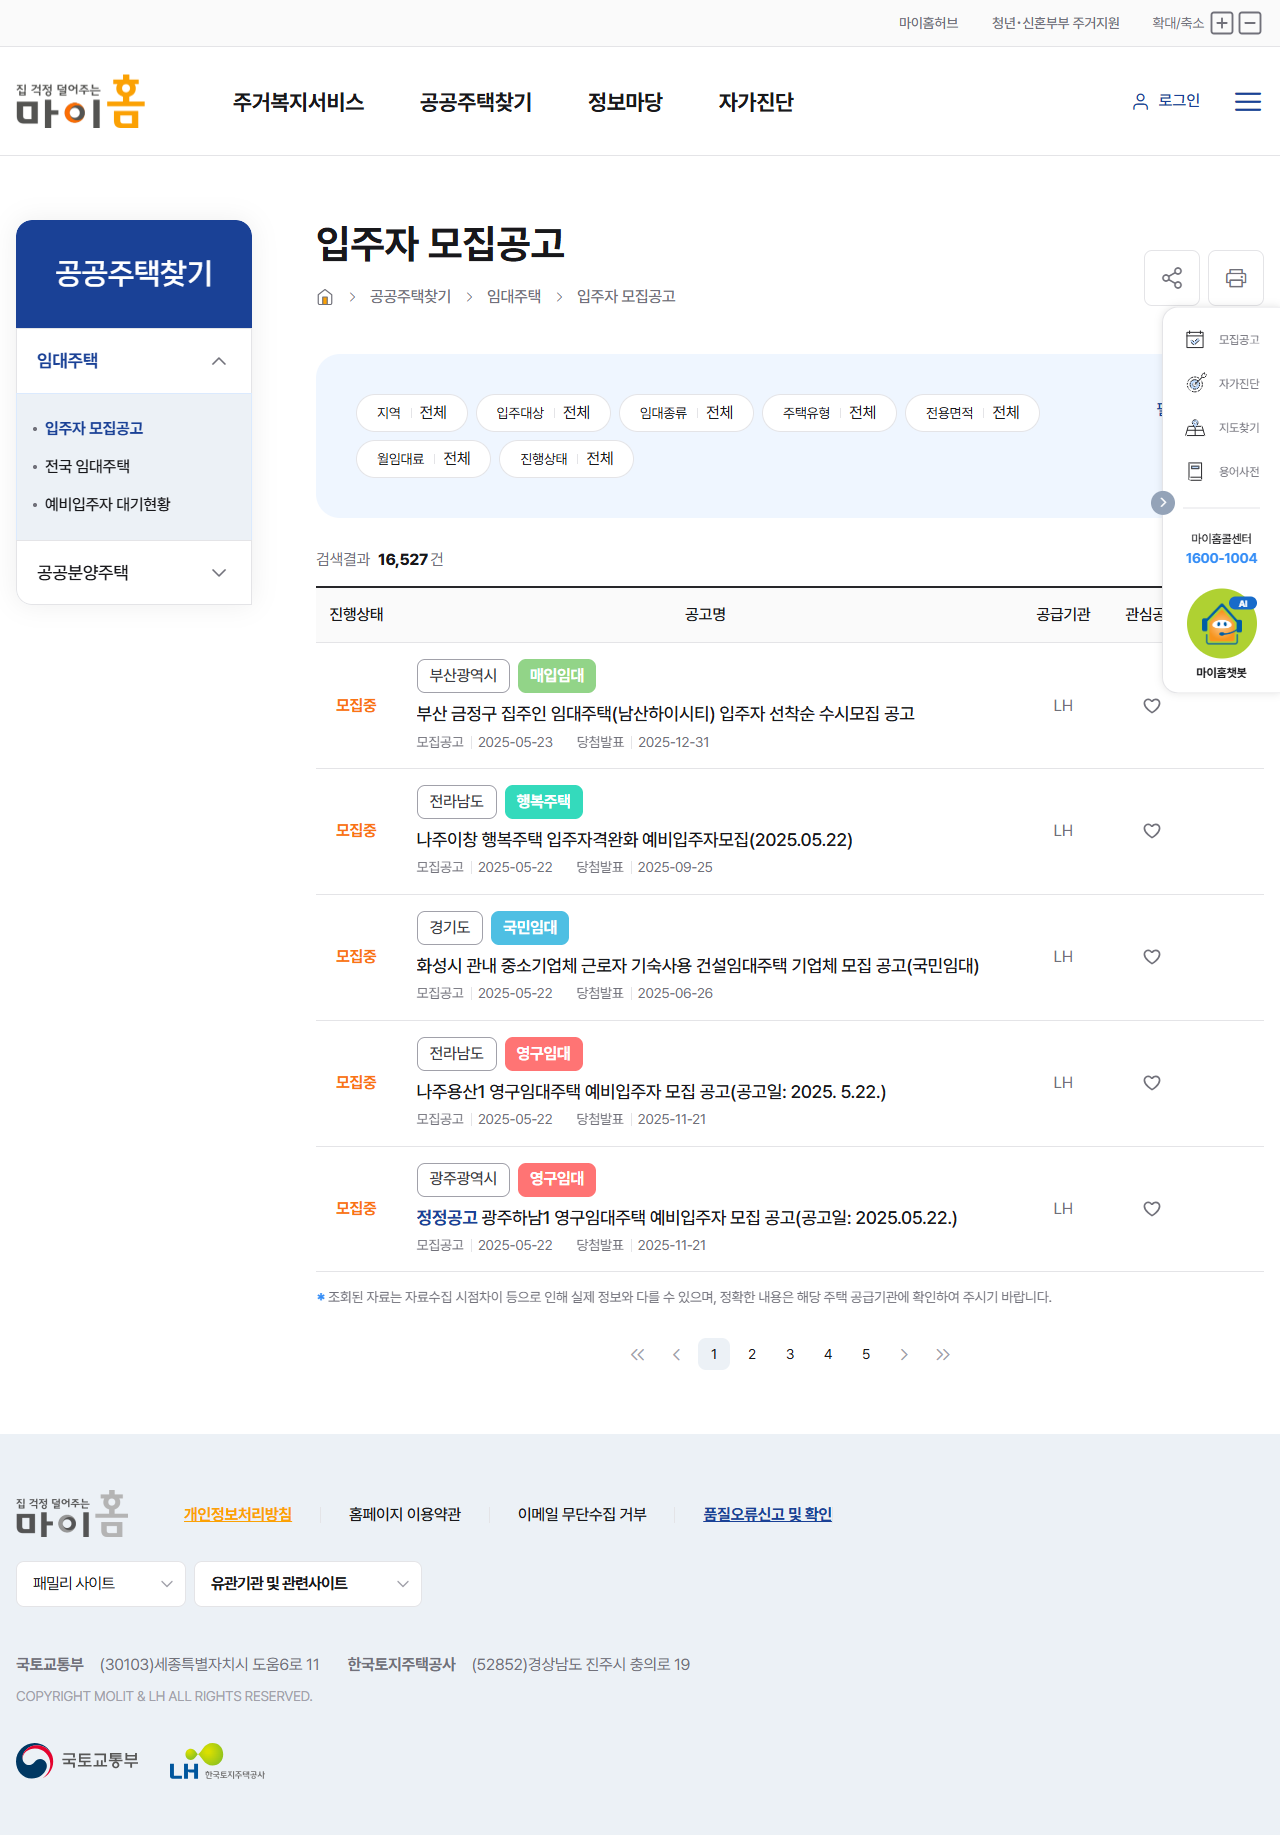 마이홈허브 청년·신혼부부 주거지원 확대/축소
집 걱정 덜어주는
마이홈
주거복지서비스 공공주택찾기 정보마당 자가진단 로그인
공공주택찾기
임대주택
입주자 모집공고
전국 임대주택
예비입주자 대기현황
공공분양주택
입주자 모집공고
공공주택찾기 임대주택 입주자 모집공고
지역 전체 입주대상 전체 임대종류 전체 주택유형 전체 전용면적 전체
월임대료 전체 진행상태 전체
모집공고
자가진단
지도찾기
용어사전
마이홈콜센터
1600-1004
AI
마이홈챗봇
검색결과 16,527 건
진행상태 공고명 공급기관 관심공
부산광역시 매입임대
모집중 부산 금정구 집주인 임대주택(남산하이시티) 입주자 선착순 수시모집 공고 LH
모집공고 2025-05-23 당첨발표 2025-12-31
전라남도 행복주택
모집중 나주이창 행복주택 입주자격완화 예비입주자모집(2025.05.22) LH
모집공고 2025-05-22 당첨발표 2025-09-25
경기도 국민임대
모집중 화성시 관내 중소기업체 근로자 기숙사용 건설임대주택 기업체 모집 공고(국민임대) LH
모집공고 2025-05-22 당첨발표 2025-06-26
전라남도 영구임대
모집중 나주용산1 영구임대주택 예비입주자 모집 공고(공고일: 2025. 5.22.) LH
모집공고 2025-05-22 당첨발표 2025-11-21
광주광역시 영구임대
모집중 정정공고 광주하남1 영구임대주택 예비입주자 모집 공고(공고일: 2025.05.22.) LH
모집공고 2025-05-22 당첨발표 2025-11-21
* 조회된 자료는 자료수집 시점차이 등으로 인해 실제 정보와 다를 수 있으며, 정확한 내용은 해당 주택 공급기관에 확인하여 주시기 바랍니다.
1 2 3 4 5
집 걱정 덜어주는
마이홈
개인정보처리방침 홈페이지 이용약관 이메일 무단수집 거부 품질오류신고 및 확인
패밀리 사이트 유관기관 및 관련사이트
국토교통부 (30103)세종특별자치시 도움6로 11 한국토지주택공사 (52852)경상남도 진주시 충의로 19
COPYRIGHT MOLIT & LH ALL RIGHTS RESERVED.
국토교통부 LH 한국토지주택공사